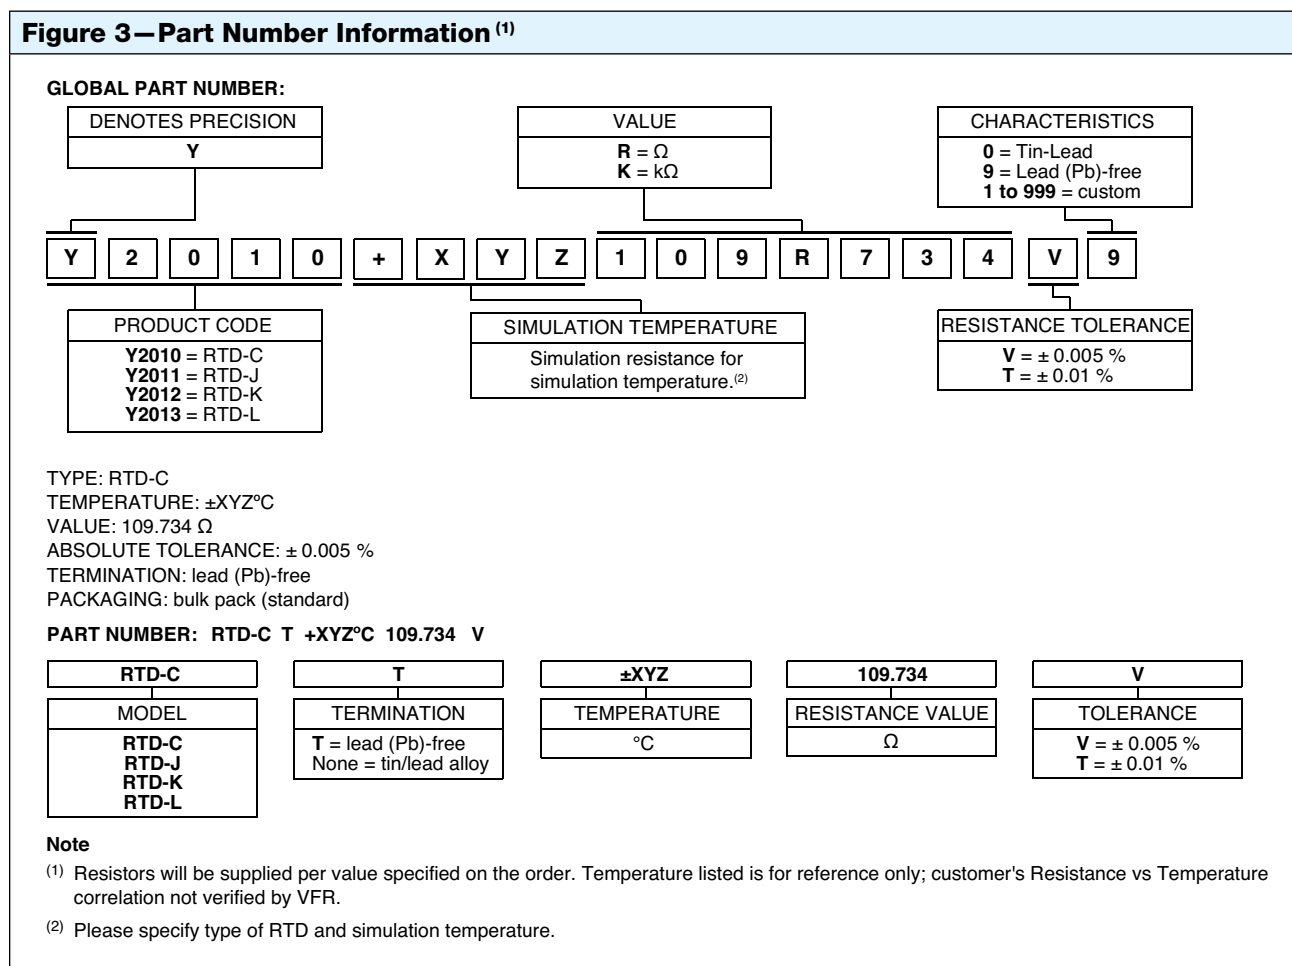 Figure 3—Part Number Information (1)
GLOBAL PART NUMBER:
DENOTES PRECISION
Y
VALUE
R = Ω
K = kΩ
CHARACTERISTICS
0 = Tin-Lead
9 = Lead (Pb)-free
1 to 999 = custom
Y 2 0 1 0 + X Y Z 1 0 9 R 7 3 4 V 9
PRODUCT CODE
Y2010 = RTD-C
Y2011 = RTD-J
Y2012 = RTD-K
Y2013 = RTD-L
SIMULATION TEMPERATURE
Simulation resistance for
simulation temperature.(2)
RESISTANCE TOLERANCE
V = ± 0.005 %
T = ± 0.01 %
TYPE: RTD-C
TEMPERATURE: ±XYZºC
VALUE: 109.734 Ω
ABSOLUTE TOLERANCE: ± 0.005 %
TERMINATION: lead (Pb)-free
PACKAGING: bulk pack (standard)
PART NUMBER: RTD-C T +XYZºC 109.734 V
RTD-C
MODEL
RTD-C
RTD-J
RTD-K
RTD-L
T
TERMINATION
T = lead (Pb)-free
None = tin/lead alloy
±XYZ
TEMPERATURE
°C
109.734
RESISTANCE VALUE
Ω
V
TOLERANCE
V = ± 0.005 %
T = ± 0.01 %
Note
(1) Resistors will be supplied per value specified on the order. Temperature listed is for reference only; customer's Resistance vs Temperature
correlation not verified by VFR.
(2) Please specify type of RTD and simulation temperature.